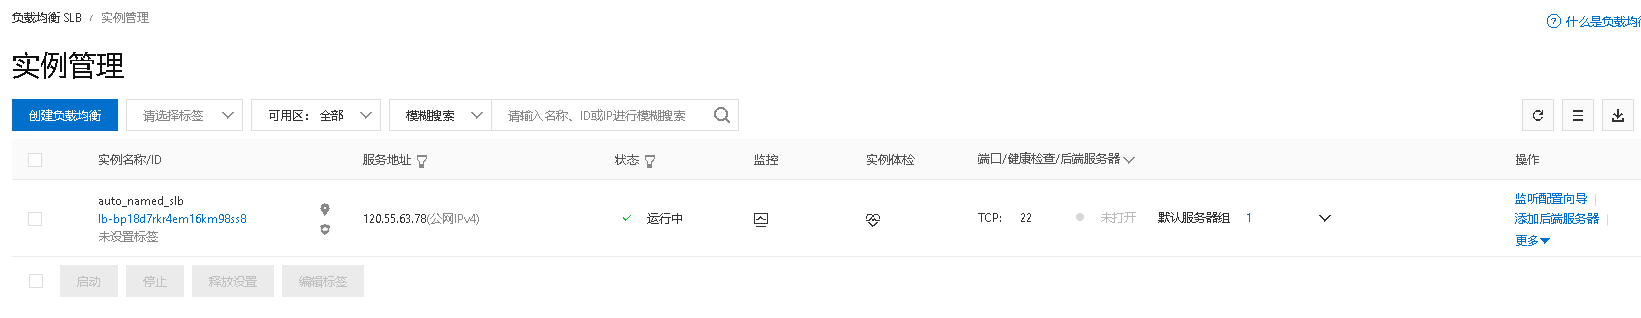 负载均衡 SLB / 实例管理
什么是负载均衡
实例管理
创建负载均衡 请选择标签 可用区： 全部 模糊搜索 请输入名称、ID或IP进行模糊搜索
实例名称/ID 服务地址 状态 监控 实例体检 端口/健康检查/后端服务器 操作
auto_named_slb
lb-bp18d7rkr4em16km98ss8
未设置标签
120.55.63.78(公网IPv4) 运行中 TCP: 22 未打开 默认服务器组 1
监听配置向导
添加后端服务器
更多
启动 停止 释放设置 编辑标签